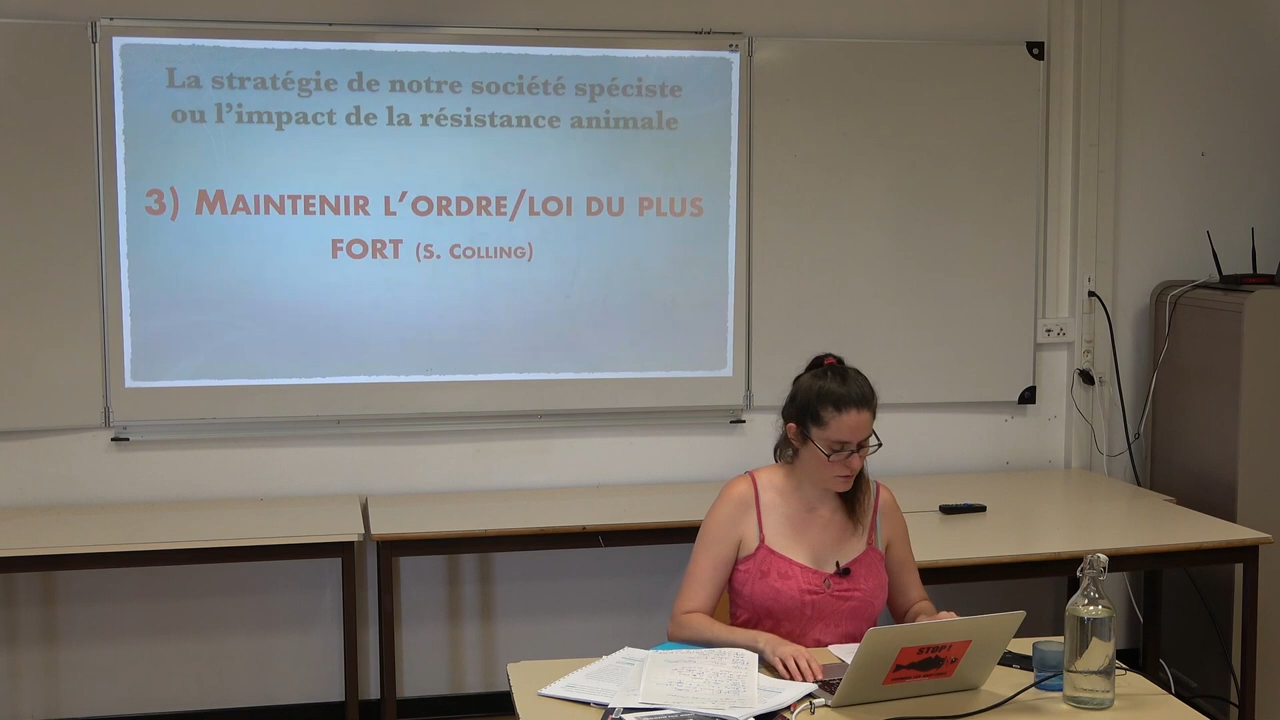 La stratégie de notre société spéciste
ou l'impact de la résistance animale
3) MAINTENIR L'ORDRE/LOI DU PLUS
FORT (S. COLLING)
STOP!